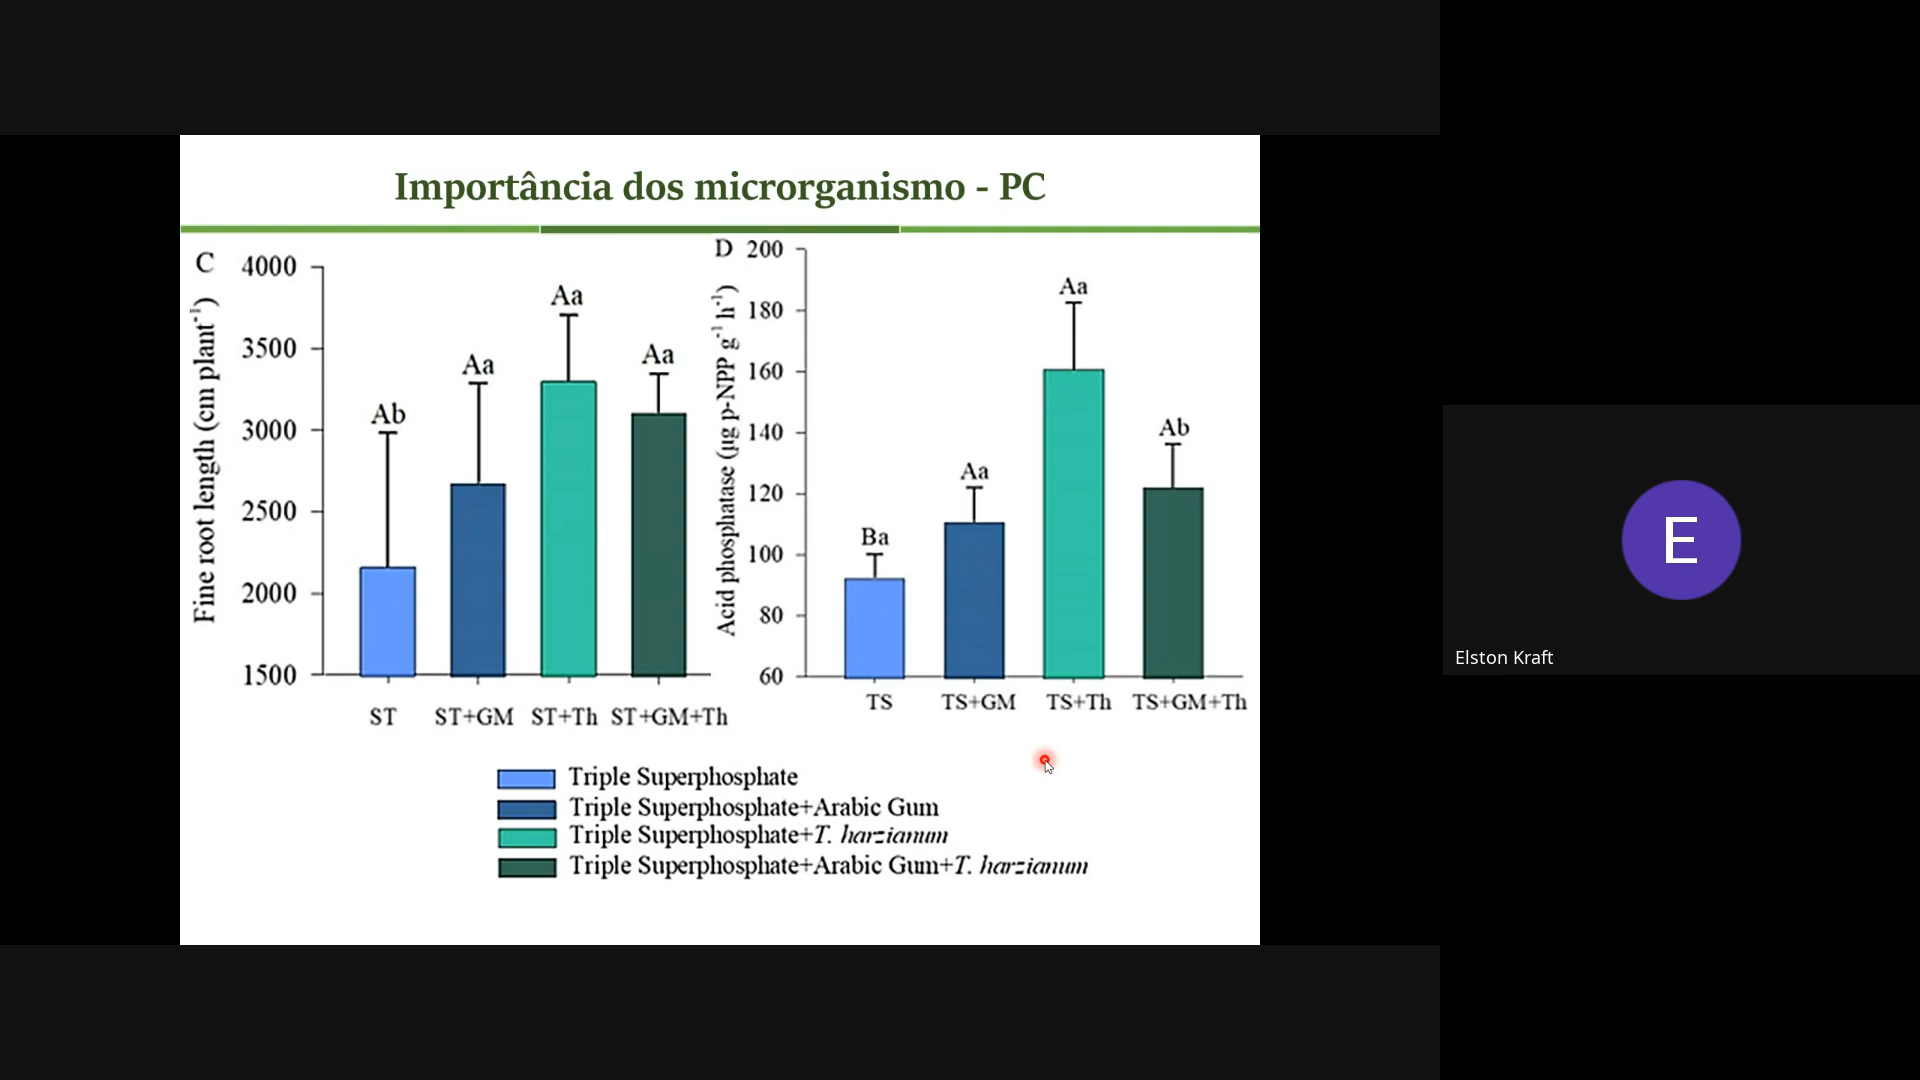 Importância dos microrganismo - PC
C
4000
3500
3000
2500
2000
1500
Fine root length (cm plant⁻¹)
Ab
Aa
Aa
Aa
ST
ST+GM
ST+Th
ST+GM+Th
D
200
180
160
140
120
100
80
60
Acid phosphatase (µg p-NPP g⁻¹ h⁻¹)
Ba
Aa
Aa
Ab
TS
TS+GM
TS+Th
TS+GM+Th
Triple Superphosphate
Triple Superphosphate+Arabic Gum
Triple Superphosphate+T. harzianum
Triple Superphosphate+Arabic Gum+T. harzianum
E
Elston Kraft